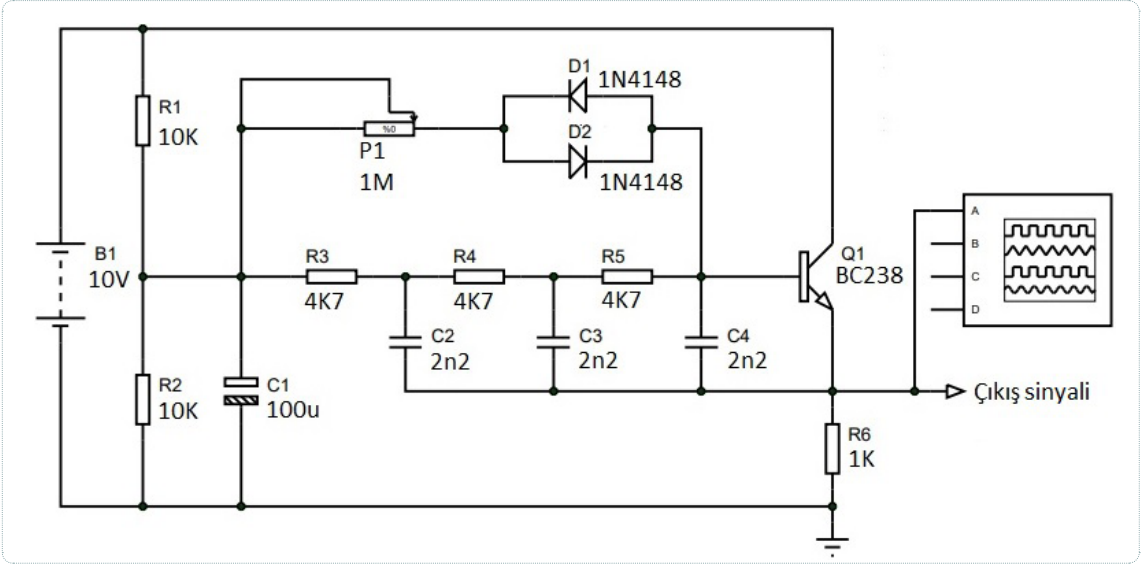 R1
10K
D1
1N4148
%0
P1
1M
D2
1N4148
B1
10V
R3
4K7
R4
4K7
R5
4K7
Q1
BC238
A
B
C
D
C2
2n2
C3
2n2
C4
2n2
R2
10K
C1
100u
Çıkış sinyali
R6
1K